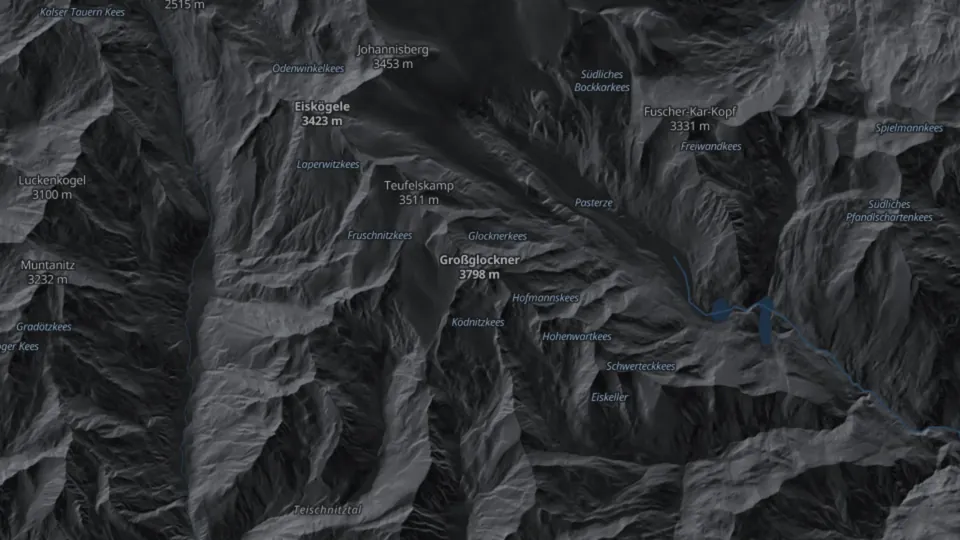 2515 m
Kalser Tauern Kees
Johannisberg
3453 m
Odenwinkelkees
Südliches
Bockkarkees
Eiskögele
3423 m
Fuscher-Kar-Kopf
3331 m
Spielmannkees
Freiwandkees
Laperwitzkees
Luckenkogel
3100 m
Teufelskamp
3511 m
Pasterze
Südliches
Pfandlschartenkees
Fruschnitzkees
Glocknerkees
Großglockner
3798 m
Muntanitz
3232 m
Hofmannskees
Ködnitzkees
Gradötzkees
Hohenwartkees
ger Kees
Schwerteckkees
Eiskeller
Teischnitztal